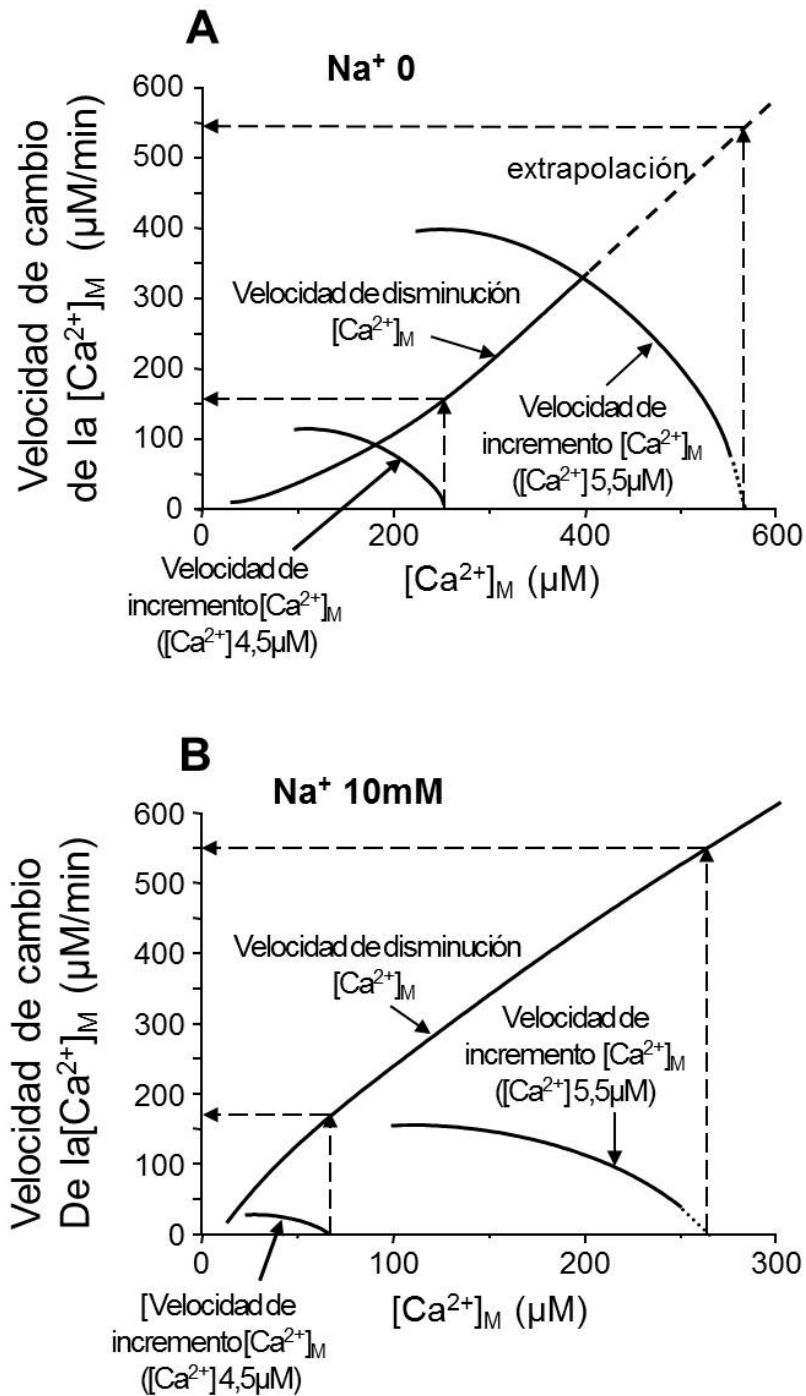 A
Na⁺ 0
Velocidad de cambio
de la [Ca²⁺]M (µM/min)
600
500
400
300
200
100
0
extrapolación
Velocidad de disminución
[Ca²⁺]M
Velocidad de
incremento [Ca²⁺]M
([Ca²⁺] 5,5µM)
0
200
400
600
[Ca²⁺]M (µM)
Velocidad de
incremento [Ca²⁺]M
([Ca²⁺] 4,5µM)
B
Na⁺ 10mM
Velocidad de cambio
De la[Ca²⁺]M (µM/min)
600
500
400
300
200
100
0
Velocidad de disminución
[Ca²⁺]M
Velocidad de
incremento [Ca²⁺]M
([Ca²⁺] 5,5µM)
0
100
200
300
[Ca²⁺]M (µM)
[Velocidad de
incremento [Ca²⁺]M
([Ca²⁺] 4,5µM)